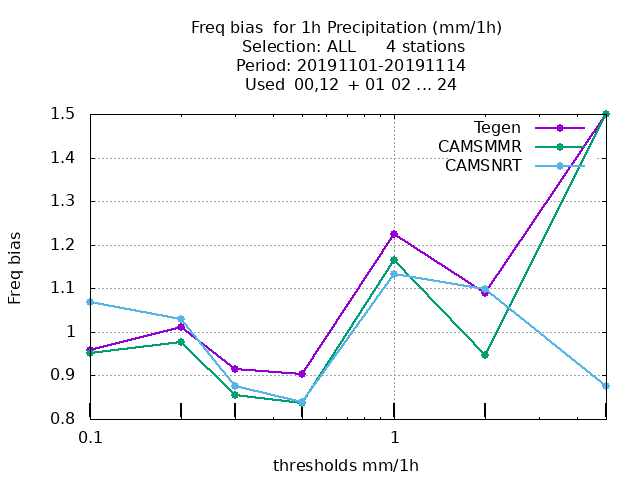 Freq bias  for 1h Precipitation (mm/1h)
Selection: ALL      4 stations
Period: 20191101-20191114
Used  00,12  + 01 02 ... 24
Tegen
CAMSMMR
CAMSNRT
1.5
1.4
1.3
1.2
1.1
1
0.9
0.8
Freq bias
0.1 1
thresholds mm/1h